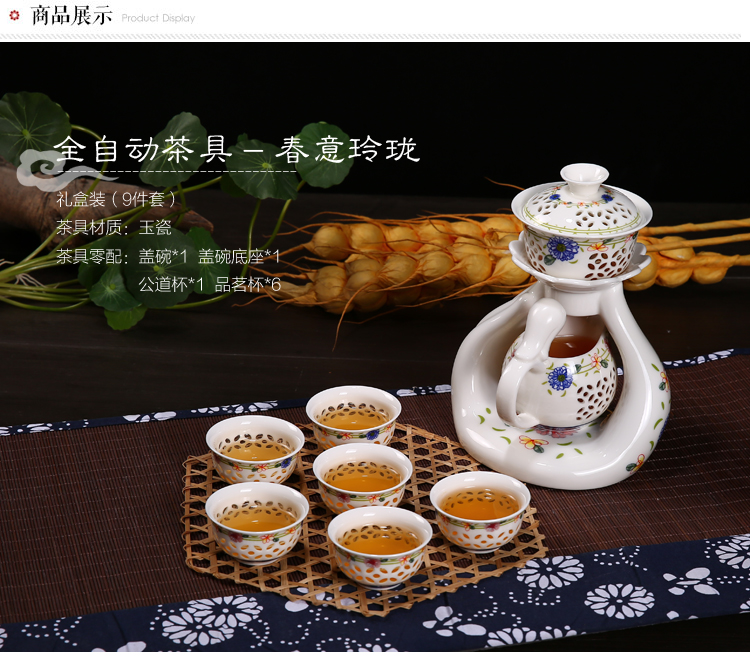 商品展示 Product Display
全自动茶具 – 春意玲珑
礼盒装（9件套）
茶具材质：玉瓷
茶具零配：盖碗*1 盖碗底座*1
公道杯*1 品茗杯*6